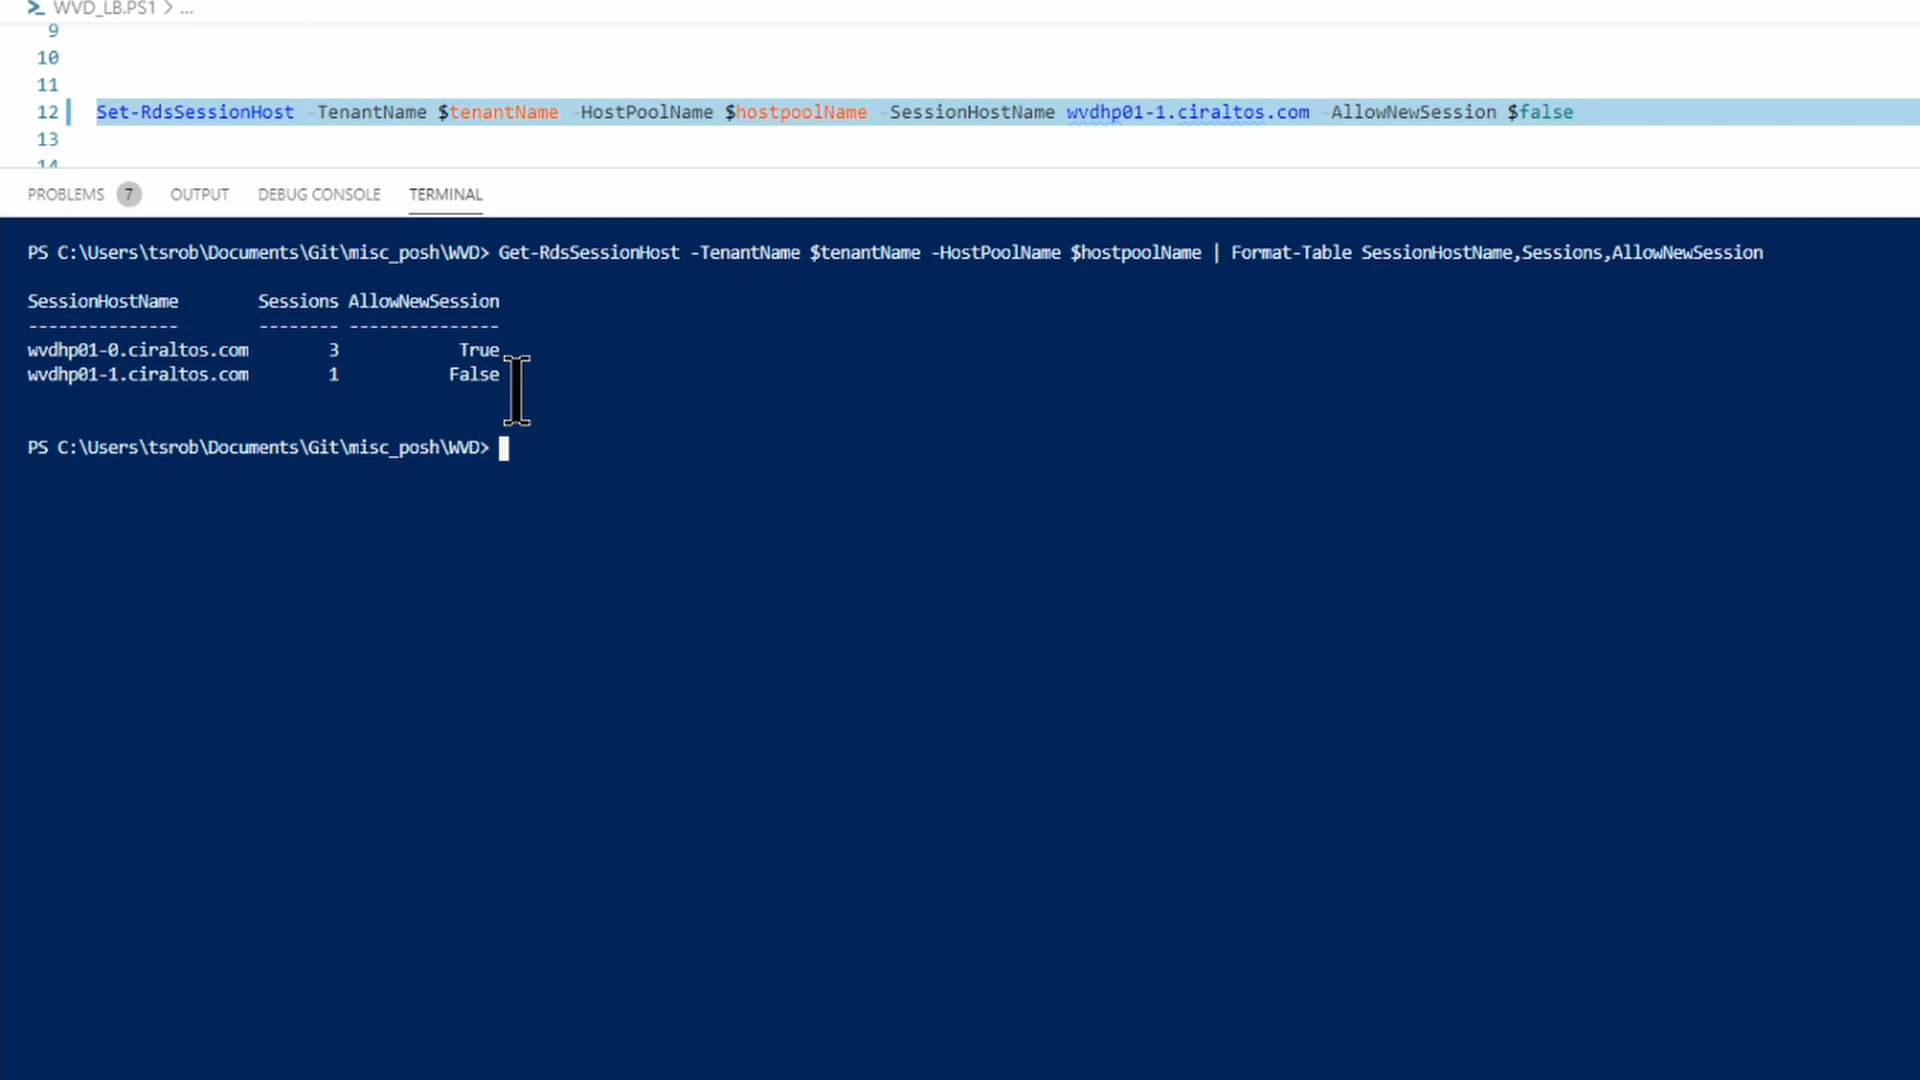 WVD_LB.PS1 > ...
9
10
11
12 Set-RdsSessionHost -TenantName $tenantName -HostPoolName $hostpoolName -SessionHostName wvdhp01-1.ciraltos.com -AllowNewSession $false
13
14
PROBLEMS 7 OUTPUT DEBUG CONSOLE TERMINAL
PS C:\Users\tsrob\Documents\Git\misc_posh\WVD> Get-RdsSessionHost -TenantName $tenantName -HostPoolName $hostpoolName | Format-Table SessionHostName,Sessions,AllowNewSession
SessionHostName Sessions AllowNewSession
--------------- -------- ---------------
wvdhp01-0.ciraltos.com 3 True
wvdhp01-1.ciraltos.com 1 False
PS C:\Users\tsrob\Documents\Git\misc_posh\WVD>